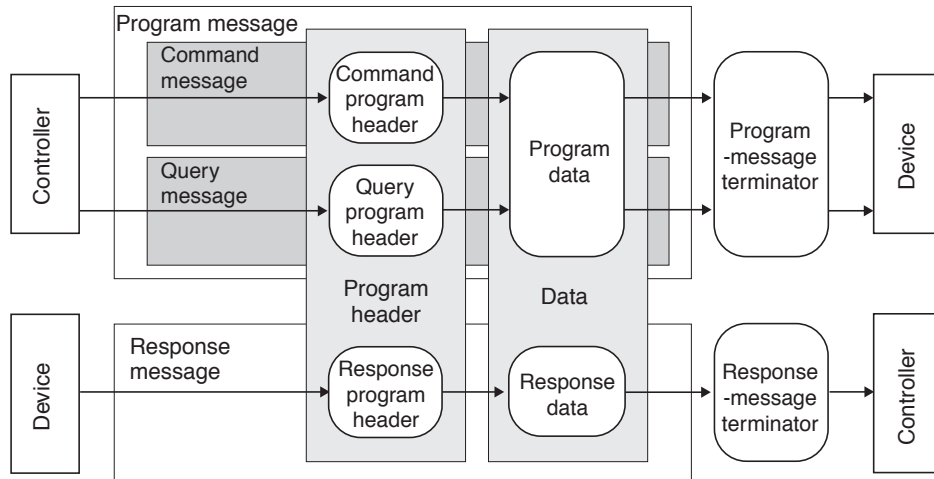 Program message
Command
message
Command
program
header
Controller
Program
data
Program
-message
terminator
Device
Query
message
Query
program
header
Program
header
Data
Device
Response
message
Response
program
header
Response
data
Response
-message
terminator
Controller